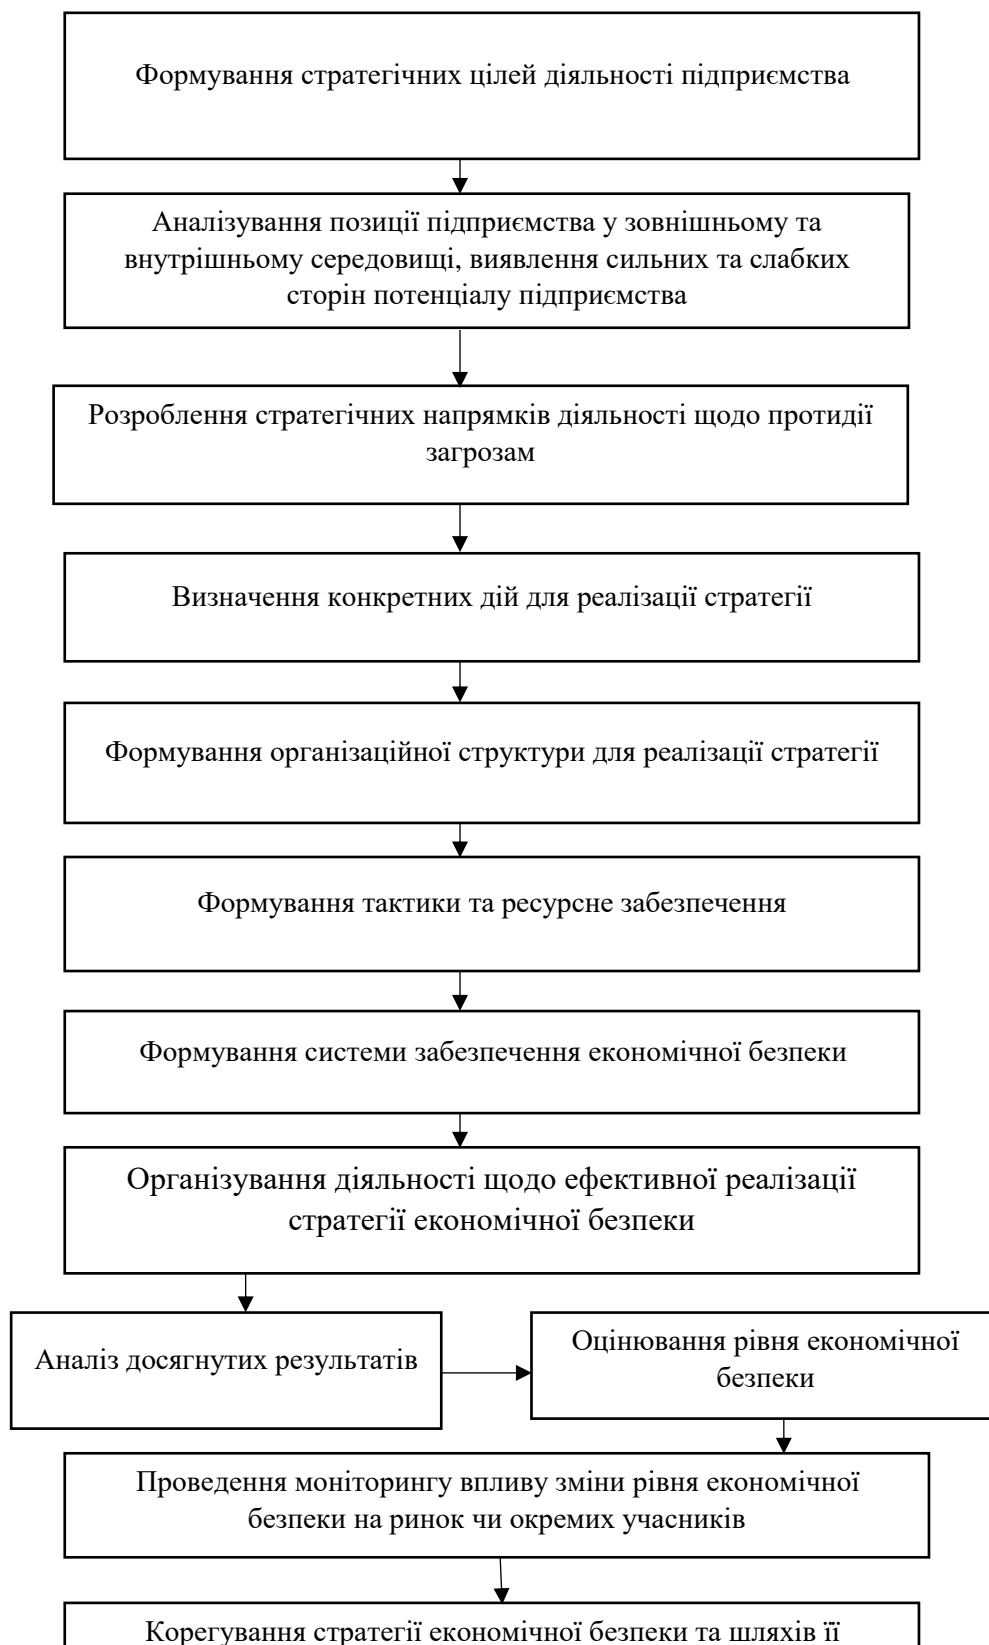 Формування стратегічних цілей діяльності підприємства
Аналізування позиції підприємства у зовнішньому та
внутрішньому середовищі, виявлення сильних та слабких
сторін потенціалу підприємства
Розроблення стратегічних напрямків діяльності щодо протидії
загрозам
Визначення конкретних дій для реалізації стратегії
Формування організаційної структури для реалізації стратегії
Формування тактики та ресурсне забезпечення
Формування системи забезпечення економічної безпеки
Організування діяльності щодо ефективної реалізації
стратегії економічної безпеки
Аналіз досягнутих результатів
Оцінювання рівня економічної
безпеки
Проведення моніторингу впливу зміни рівня економічної
безпеки на ринок чи окремих учасників
Корегування стратегії економічної безпеки та шляхів її